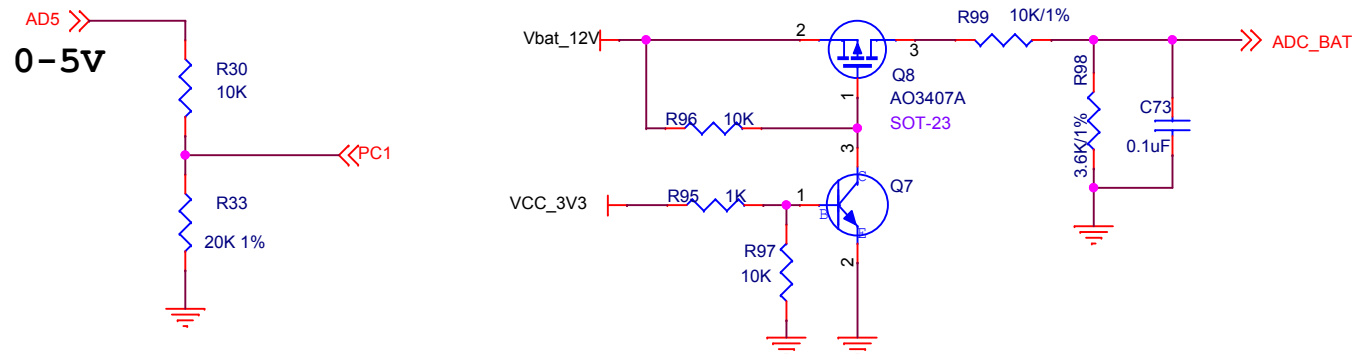 AD5
0-5V
R30
10K
PC1
R33
20K 1%
Vbat_12V
2
3
Q8
AO3407A
SOT-23
1
R96 10K
3
C
Q7
VCC_3V3
R95 1K
1
B
E
2
R97
10K
R99 10K/1%
ADC_BAT
R98
3.6K/1%
C73
0.1uF